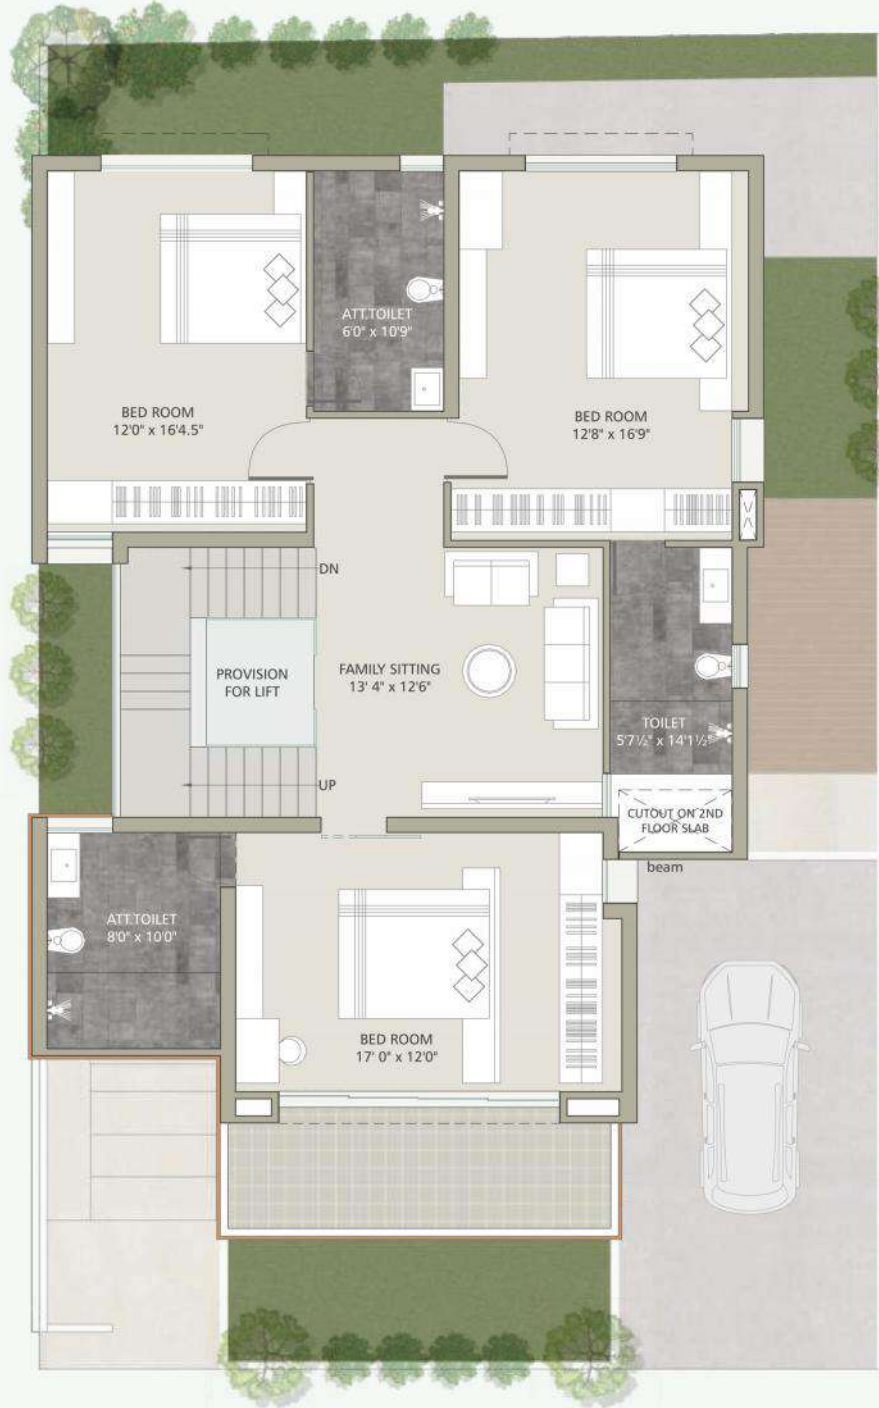 ATT.TOILET
6'0" x 10'9"
BED ROOM
12'0" x 16'4.5"
BED ROOM
12'8" x 16'9"
DN
PROVISION
FOR LIFT
FAMILY SITTING
13' 4" x 12'6"
TOILET
5'7½" x 14'1½"
UP
CUTOUT ON 2ND
FLOOR SLAB
beam
ATT.TOILET
8'0" x 10'0"
BED ROOM
17' 0" x 12'0"